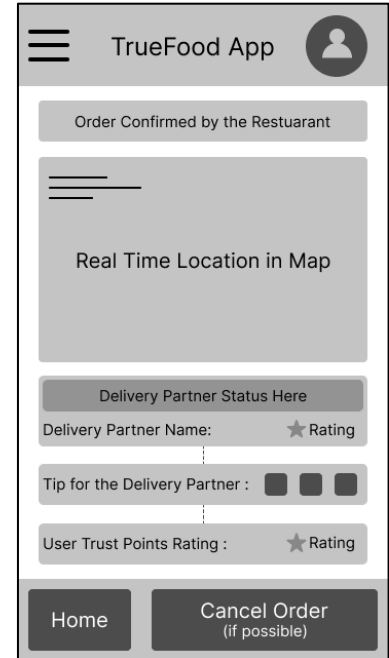 TrueFood App
Order Confirmed by the Restuarant
Real Time Location in Map
Delivery Partner Status Here
Delivery Partner Name: Rating
Tip for the Delivery Partner :
User Trust Points Rating : Rating
Home Cancel Order
(if possible)